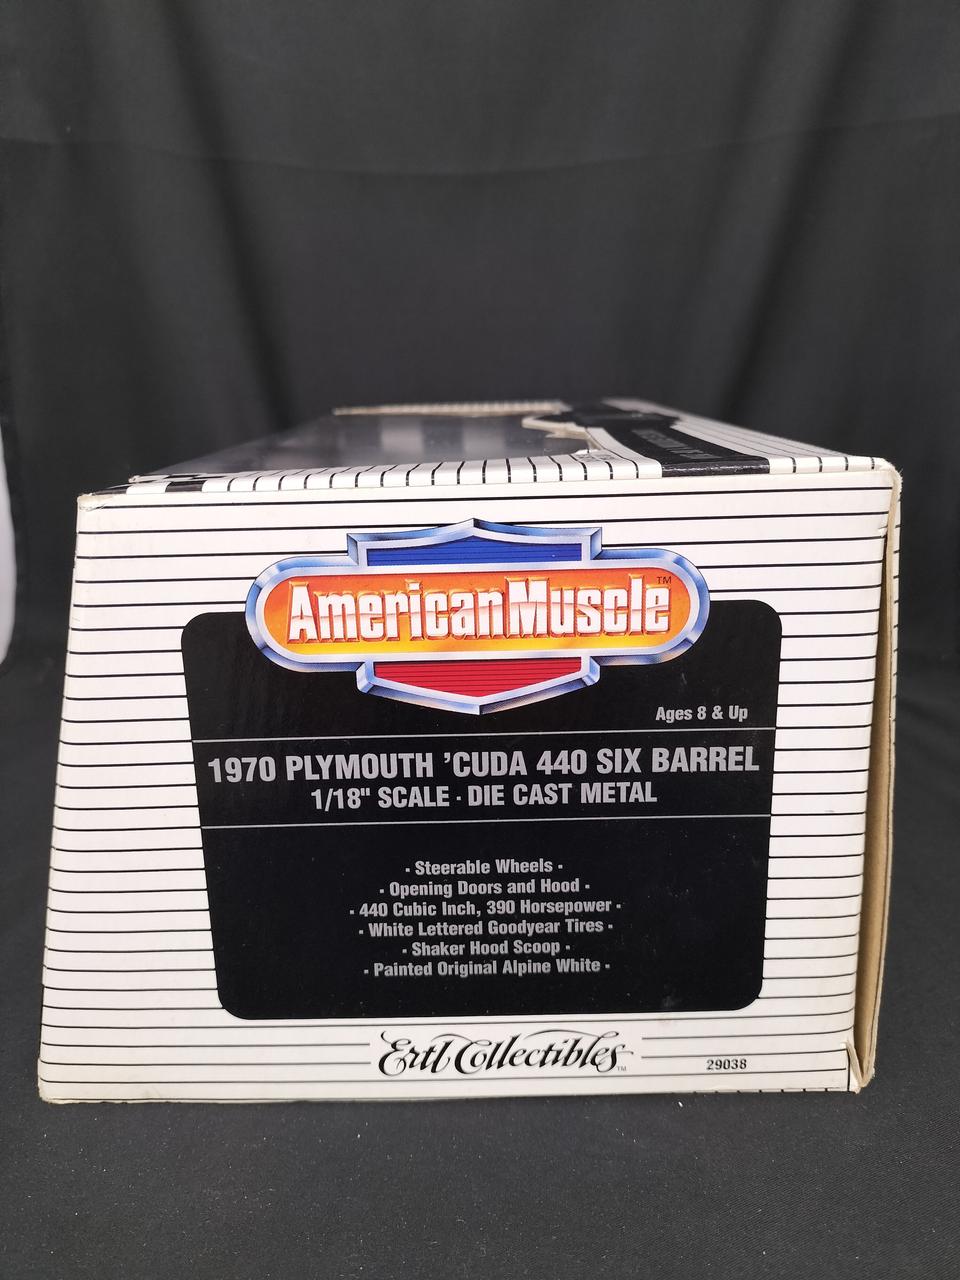 AmericanMuscle™
Ages 8 & Up
1970 PLYMOUTH 'CUDA 440 SIX BARREL
1/18" SCALE · DIE CAST METAL
· Steerable Wheels ·
· Opening Doors and Hood ·
· 440 Cubic Inch, 390 Horsepower ·
· White Lettered Goodyear Tires ·
· Shaker Hood Scoop ·
· Painted Original Alpine White ·
Ertl Collectibles™
29038